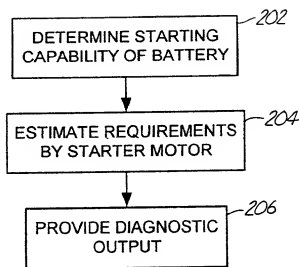 202
DETERMINE STARTING
CAPABILITY OF BATTERY
204
ESTIMATE REQUIREMENTS
BY STARTER MOTOR
206
PROVIDE DIAGNOSTIC
OUTPUT